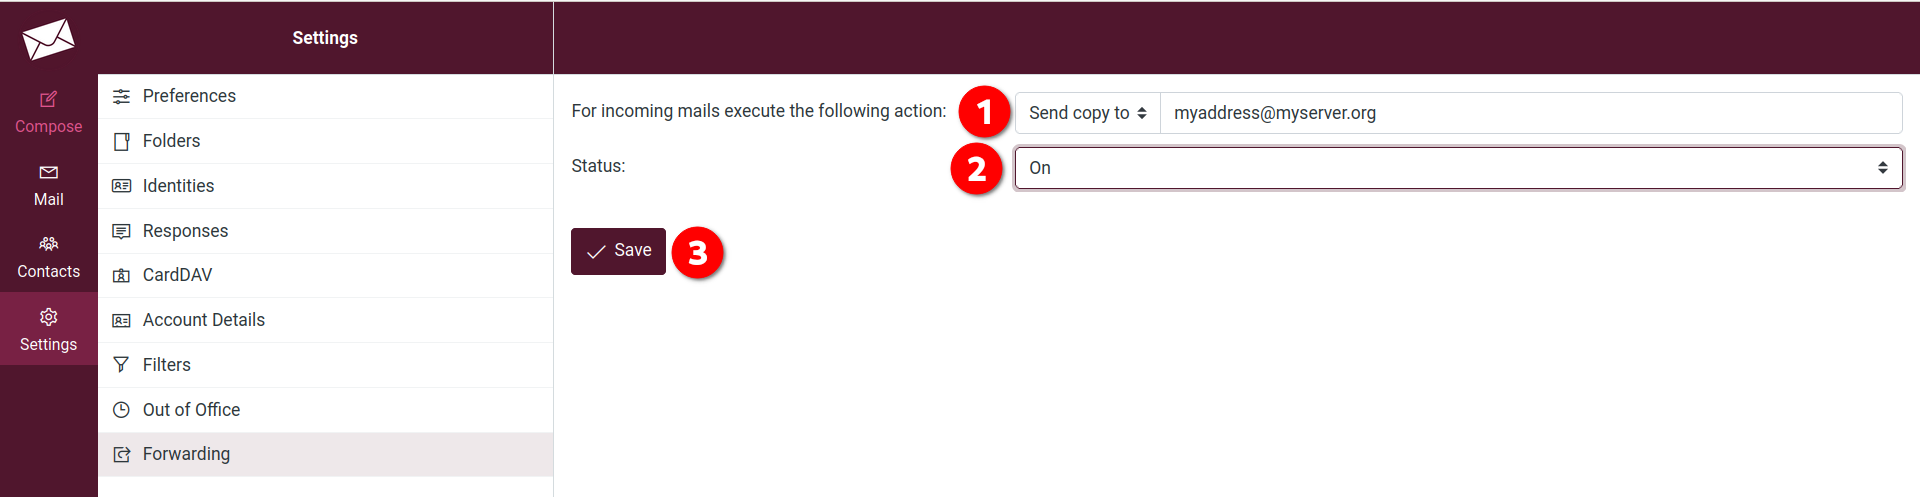 Settings
Compose
Mail
Contacts
Settings
Preferences
Folders
Identities
Responses
CardDAV
Account Details
Filters
Out of Office
Forwarding
For incoming mails execute the following action: 1 Send copy to myaddress@myserver.org
Status: 2 On
Save 3